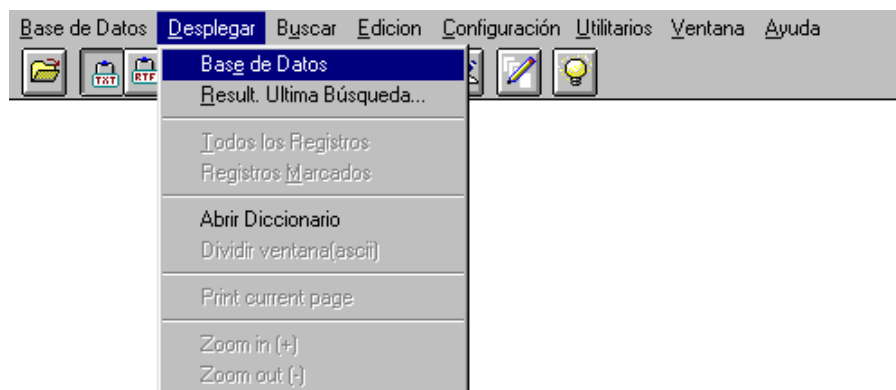 Base de Datos Desplegar Buscar Edicion Configuración Utilitarios Ventana Ayuda
TXT RTF
Base de Datos
Result. Ultima Búsqueda...
Todos los Registros
Registros Marcados
Abrir Diccionario
Dividir ventana(ascii)
Print current page
Zoom in (+)
Zoom out (-)